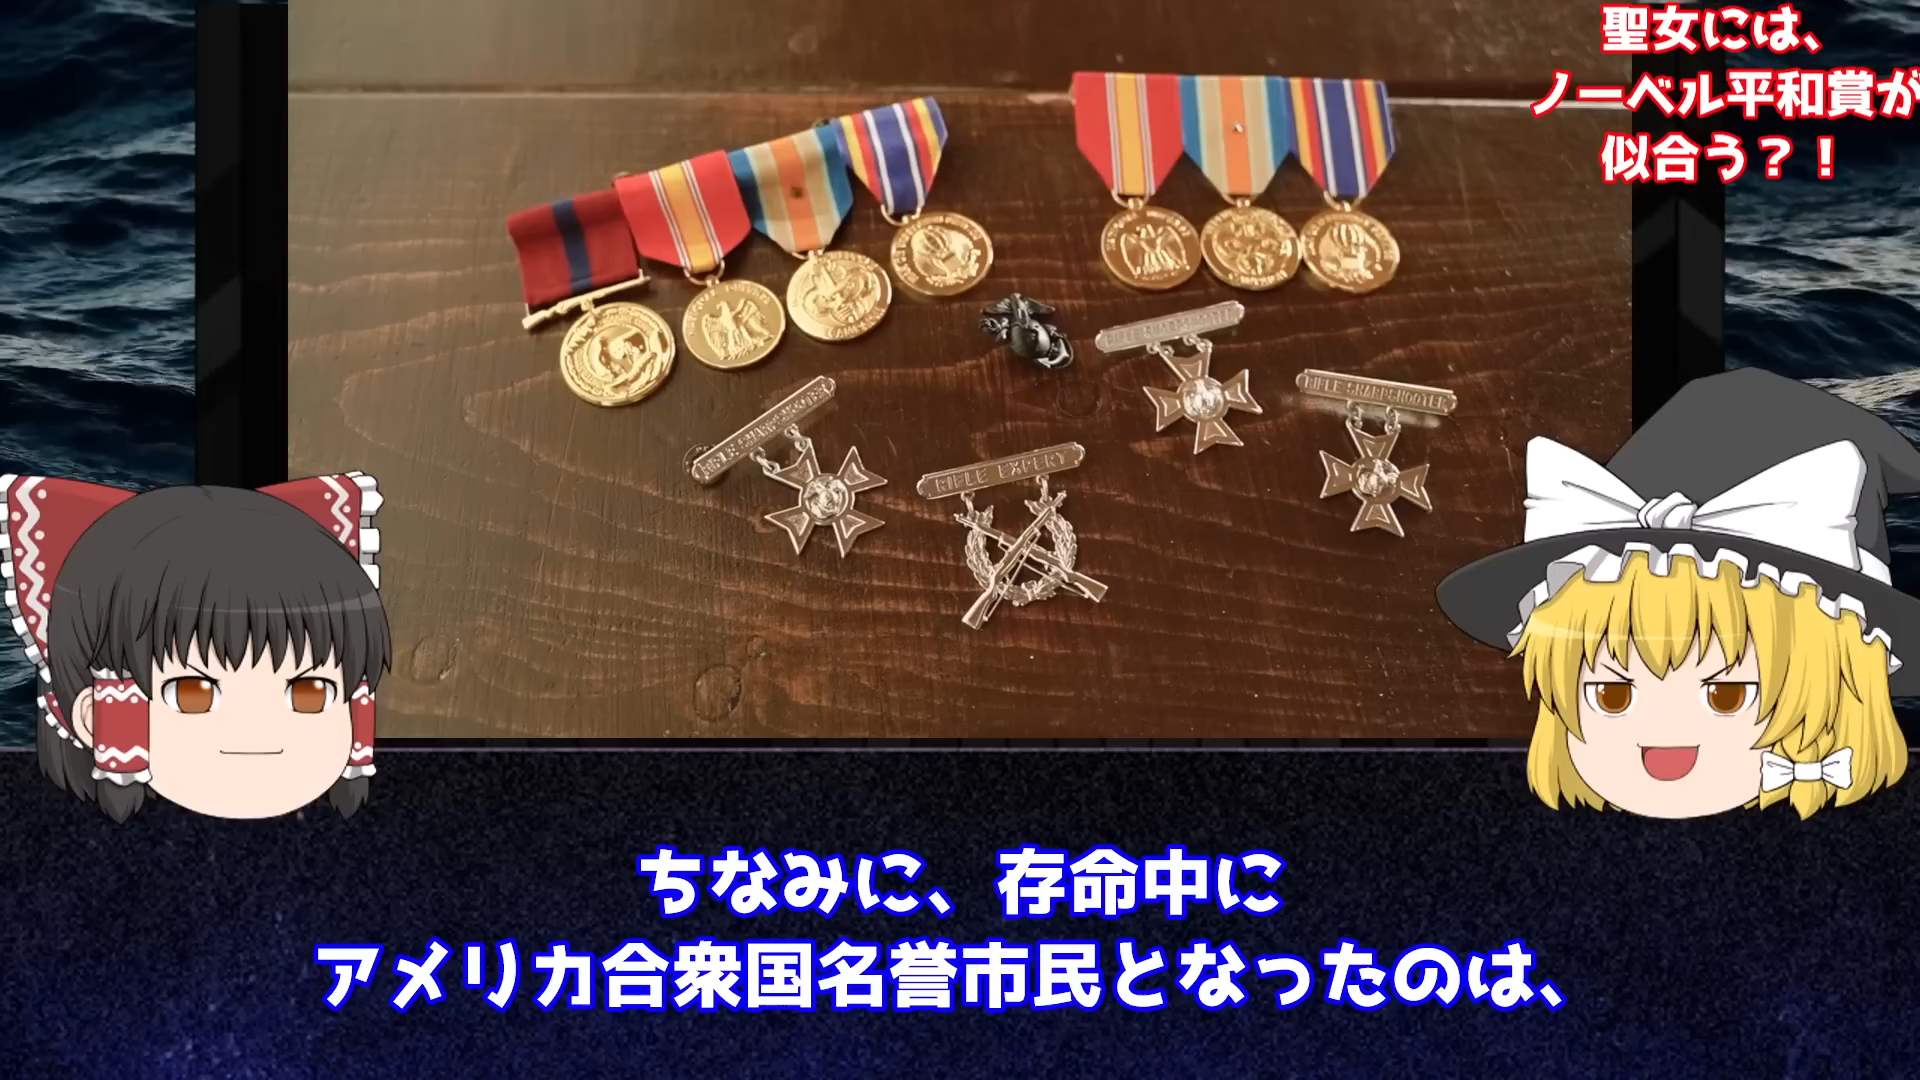 聖女には、
ノーベル平和賞が
似合う？！
RIFLE SHARPSHOOTER
RIFLE SHARPSHOOTER
RIFLE SHARPSHOOTER
RIFLE EXPERT
ちなみに、存命中に
アメリカ合衆国名誉市民となったのは、